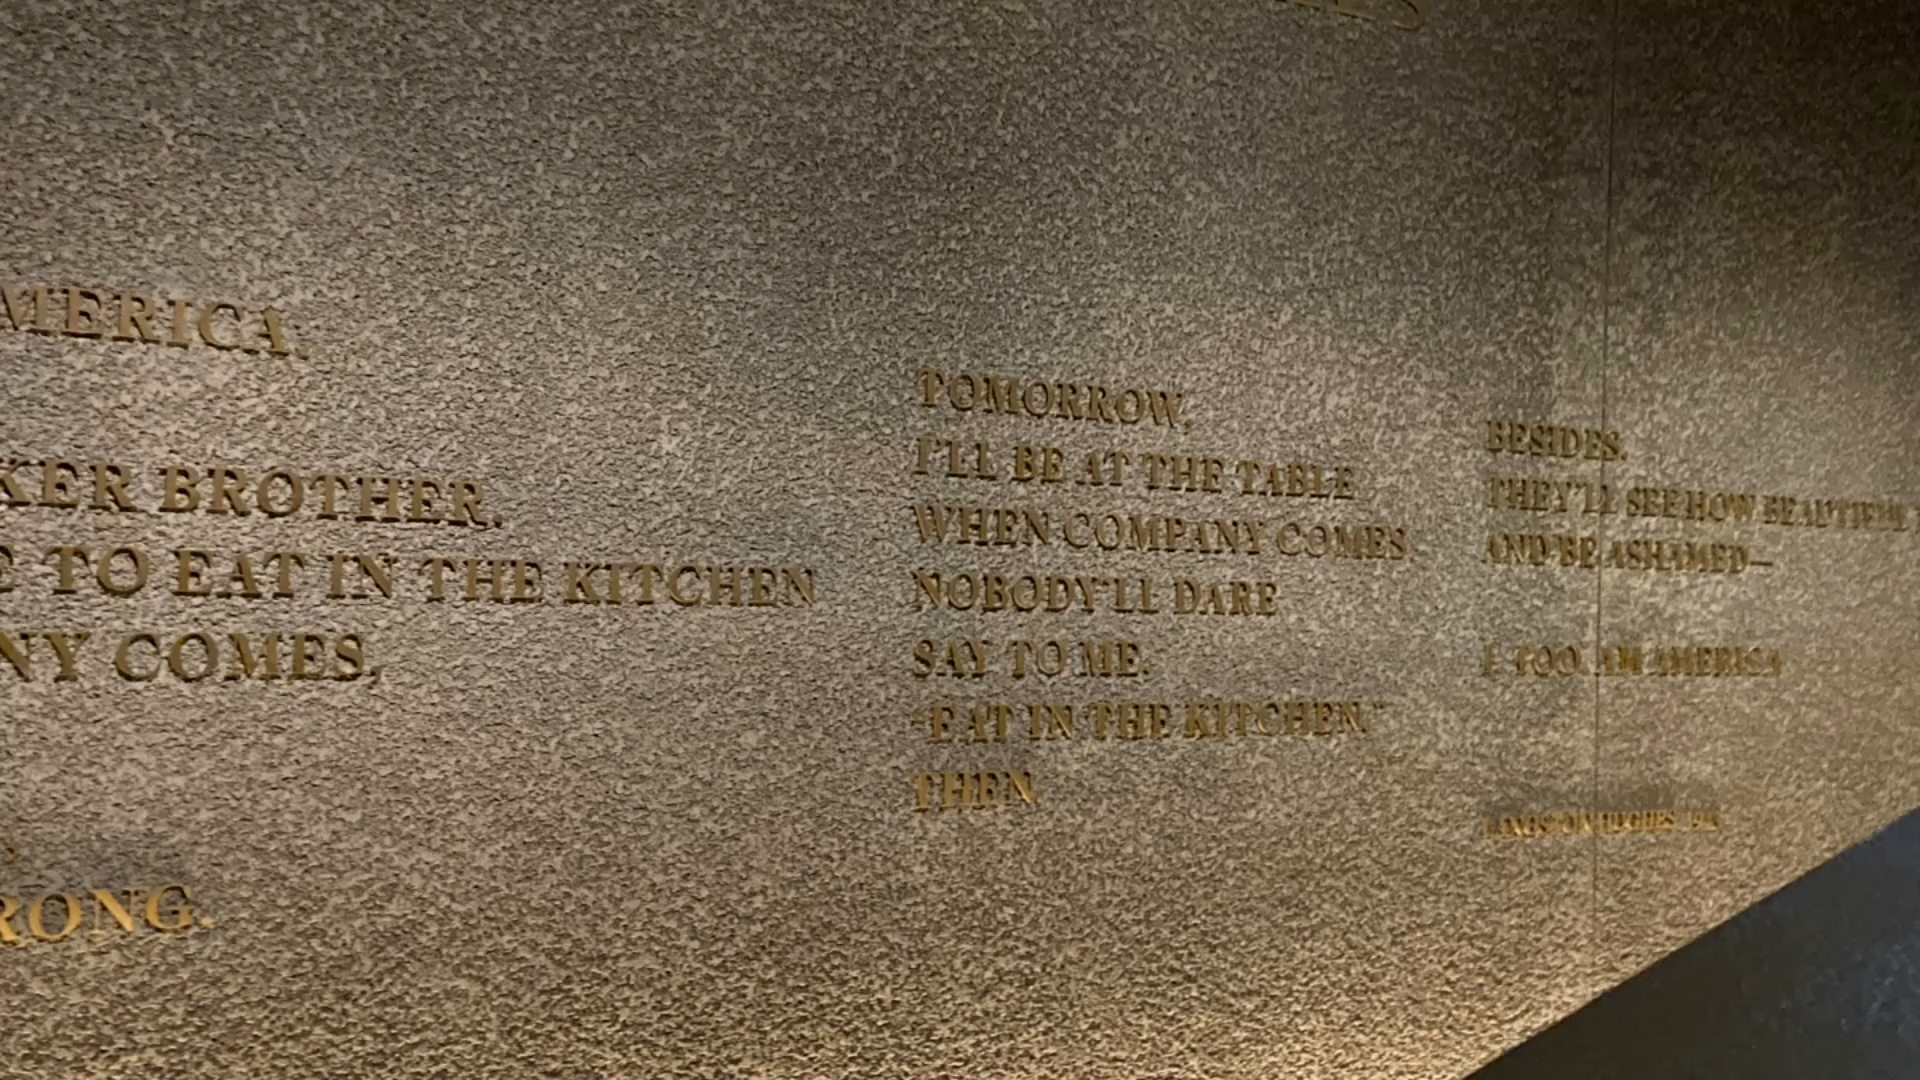 MERICA.
KER BROTHER.
E TO EAT IN THE KITCHEN
NY COMES,
RONG.
TOMORROW,
I'LL BE AT THE TABLE
WHEN COMPANY COMES.
NOBODY'LL DARE
SAY TO ME,
"EAT IN THE KITCHEN,"
THEN.
BESIDES,
THEY'LL SEE HOW BEAUTIFUL
AND BE ASHAMED—
I, TOO, AM AMERICA
LANGSTON HUGHES